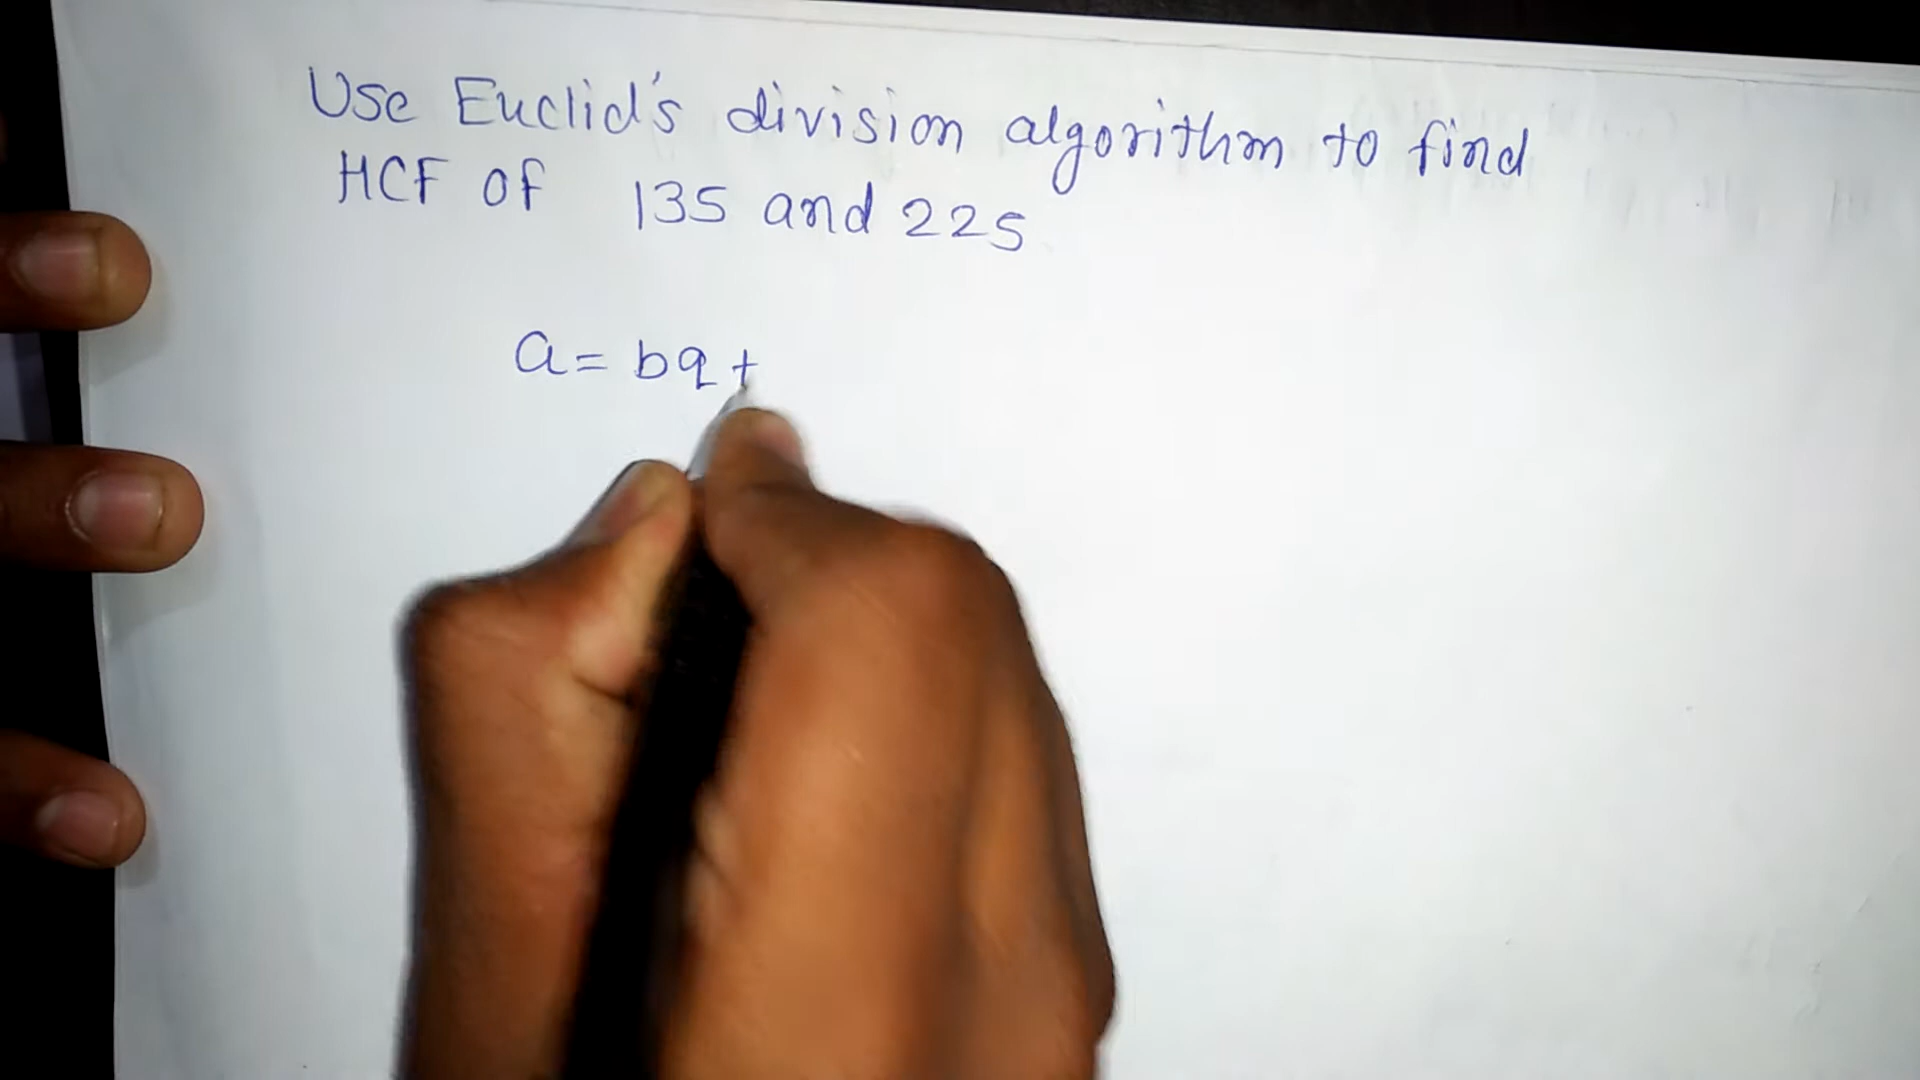 Use Euclid's division algorithm to find
HCF of 135 and 225
a = bq +